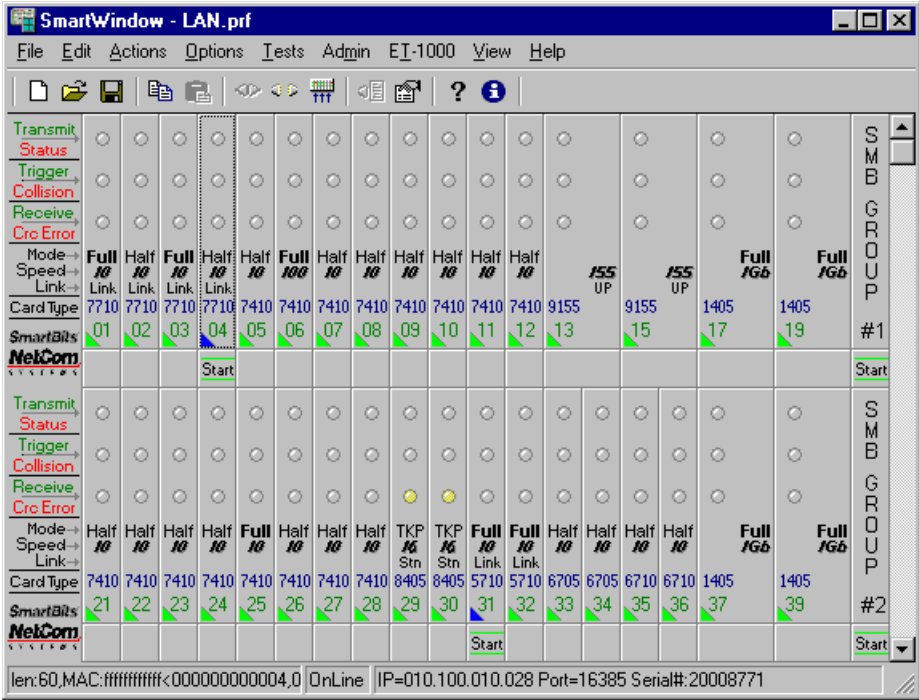 SmartWindow - LAN.prf
File Edit Actions Options Tests Admin ET-1000 View Help
Transmit
Status
Trigger
Collision
Receive
Crc Error
Mode→ Full Half Full Half Half Full Half Half Half Half Half Half Full Full
Speed→ 10 10 10 10 10 100 10 10 10 10 10 10 155 155 1Gb 1Gb
Link→ Link Link Link Link UP UP
Card Type 7710 7710 7710 7710 7410 7410 7410 7410 7410 7410 7410 7410 9155 9155 1405 1405
SmartBits 01 02 03 04 05 06 07 08 09 10 11 12 13 15 17 19
NetCom
SYSTEMS
Start
SMB GROUP #1
Start
Transmit
Status
Trigger
Collision
Receive
Crc Error
Mode→ Half Half Half Half Full Half Half Half TKP TKP Full Full Half Half Half Half Full Full
Speed→ 10 10 10 10 10 10 10 10 16 16 10 10 10 10 10 10 1Gb 1Gb
Link→ Stn Stn Link Link
Card Type 7410 7410 7410 7410 7410 7410 7410 7410 8405 8405 5710 5710 6705 6705 6710 6710 1405 1405
SmartBits 21 22 23 24 25 26 27 28 29 30 31 32 33 34 35 36 37 39
NetCom
SYSTEMS
Start
SMB GROUP #2
Start
len:60,MAC:ffffffffffff<000000000004,0 OnLine IP=010.100.010.028 Port=16385 Serial#:20008771